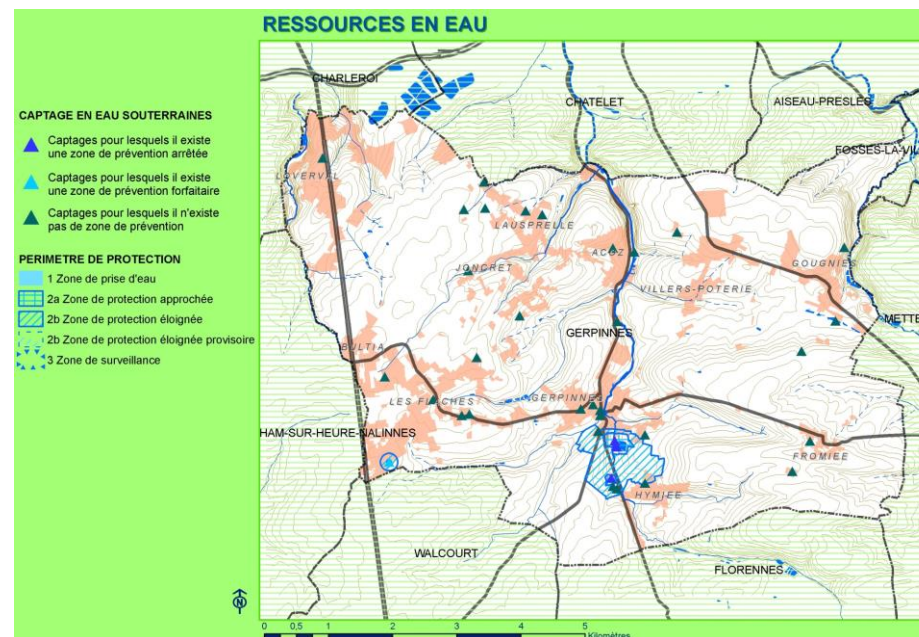 RESSOURCES EN EAU
CAPTAGE EN EAU SOUTERRAINES
Captages pour lesquels il existe
une zone de prévention arrêtée
Captages pour lesquels il existe
une zone de prévention forfaitaire
Captages pour lesquels il n'existe
pas de zone de prévention
PERIMETRE DE PROTECTION
1 Zone de prise d'eau
2a Zone de protection approchée
2b Zone de protection éloignée
2b Zone de protection éloignée provisoire
3 Zone de surveillance
CHARLEROI
CHATELET
AISEAU-PRESLES
FOSSES-LA-VIL
LOVERVAL
LAUSPRELLE
ACOZ
JONCRET
GOUGNIES
VILLERS-POTERIE
METTE
GERPINNES
BULTIA
LES FLACHES
GERPINNES
HAM-SUR-HEURE-NALINNES
FROMIEE
HYMIEE
WALCOURT
FLORENNES
0 0,5 1 2 3 4 5
Kilomètres